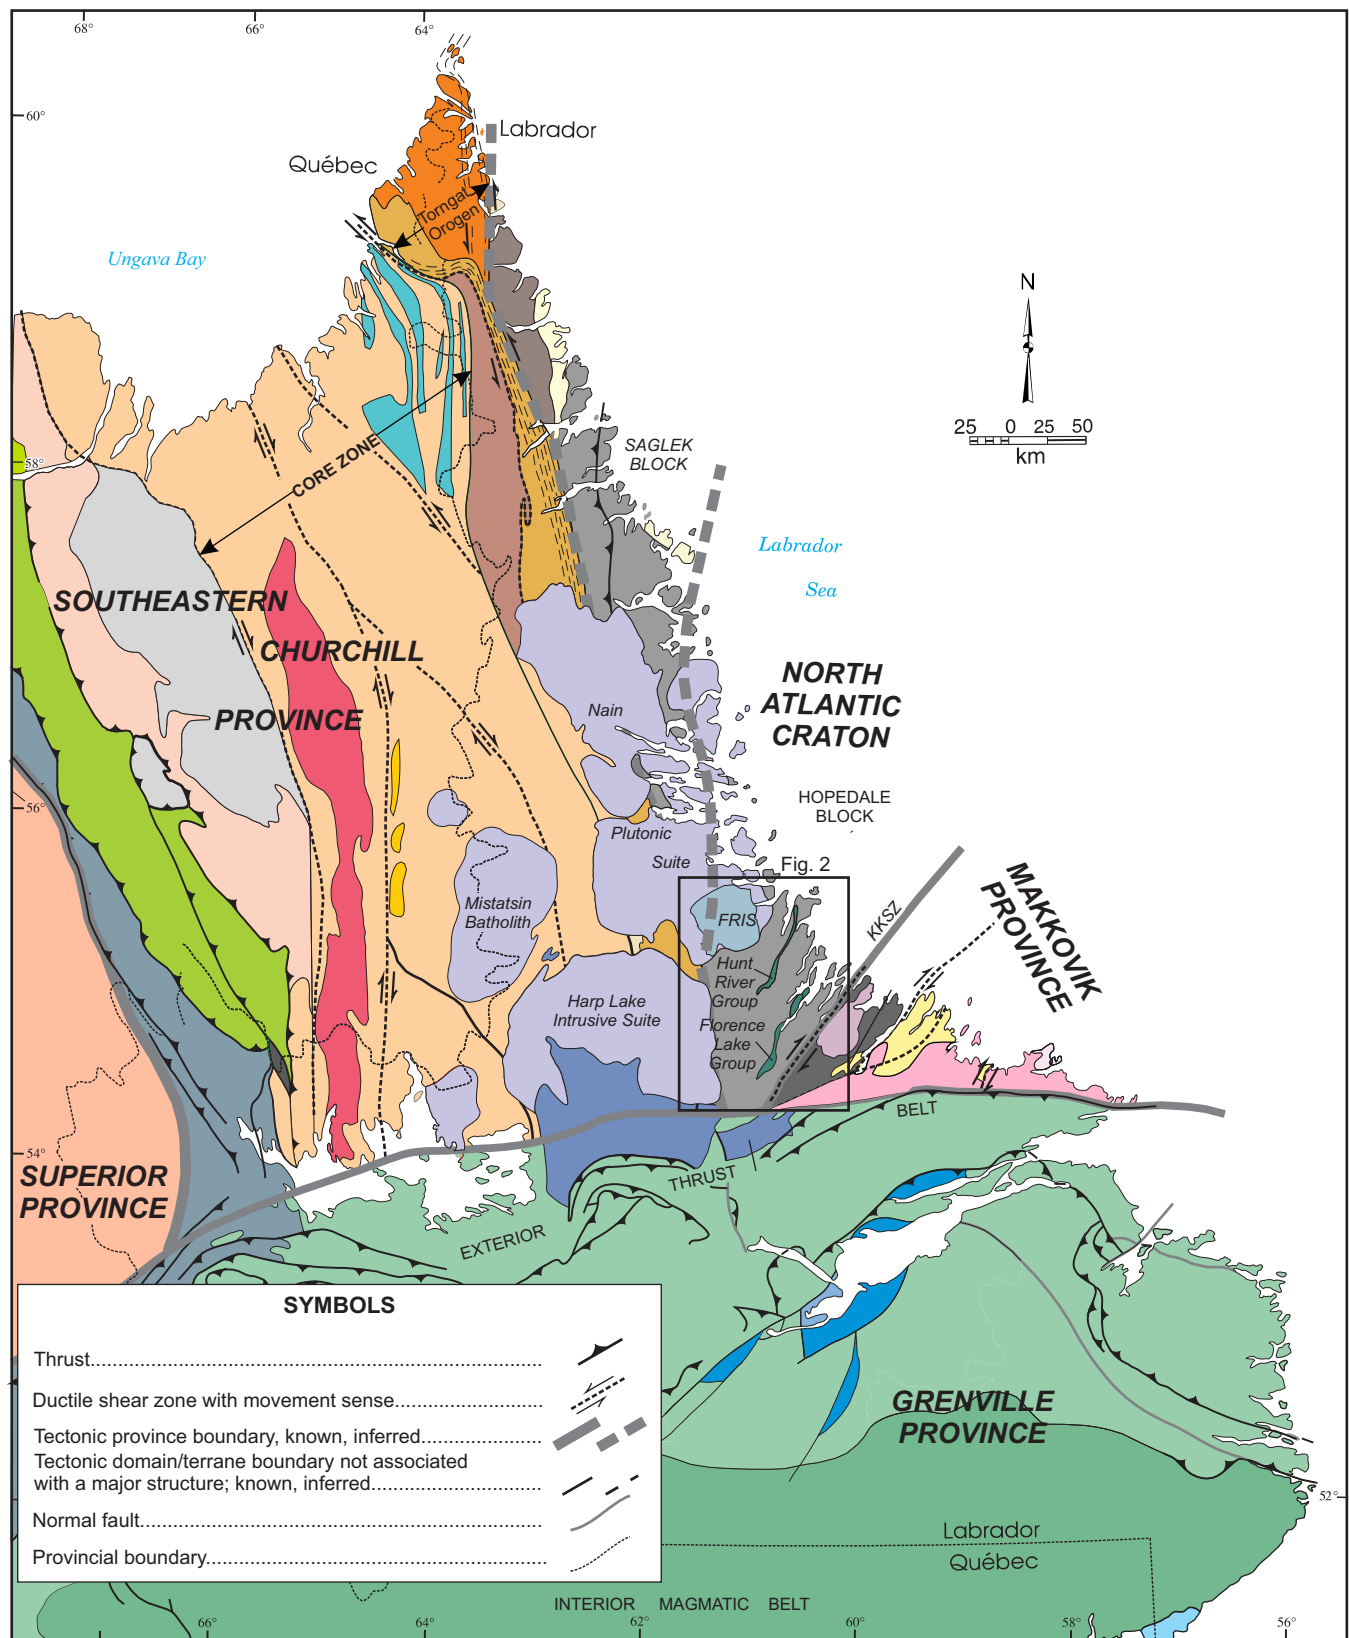 68°
66°
64°
60°
Labrador
Québec
Torngat
Orogen
Ungava Bay
N
25 0 25 50
km
SAGLEK
BLOCK
58°
CORE ZONE
Labrador
Sea
SOUTHEASTERN
CHURCHILL
PROVINCE
NORTH
ATLANTIC
CRATON
Nain
Plutonic
Suite
56°
HOPEDALE
BLOCK
Fig. 2
MAKKOVIK
PROVINCE
KKSZ
Mistatsin
Batholith
FRIS
Hunt
River
Group
Harp Lake
Intrusive Suite
Florence
Lake
Group
BELT
THRUST
EXTERIOR
54°
SUPERIOR
PROVINCE
SYMBOLS
Thrust
Ductile shear zone with movement sense
Tectonic province boundary, known, inferred
Tectonic domain/terrane boundary not associated
with a major structure; known, inferred
Normal fault
Provincial boundary
GRENVILLE
PROVINCE
52°
Labrador
Québec
INTERIOR MAGMATIC BELT
66°
64°
62°
60°
58°
56°